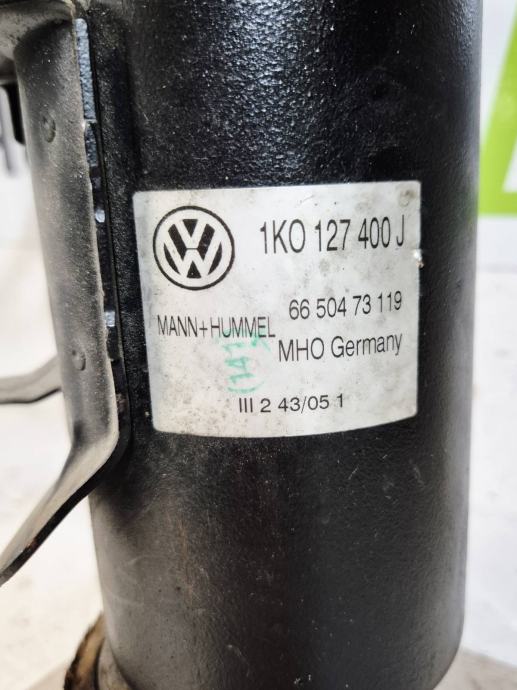 1K0 127 400 J
66 504 73 119
MANN+HUMMEL
MHO Germany
III 2 43/05 1